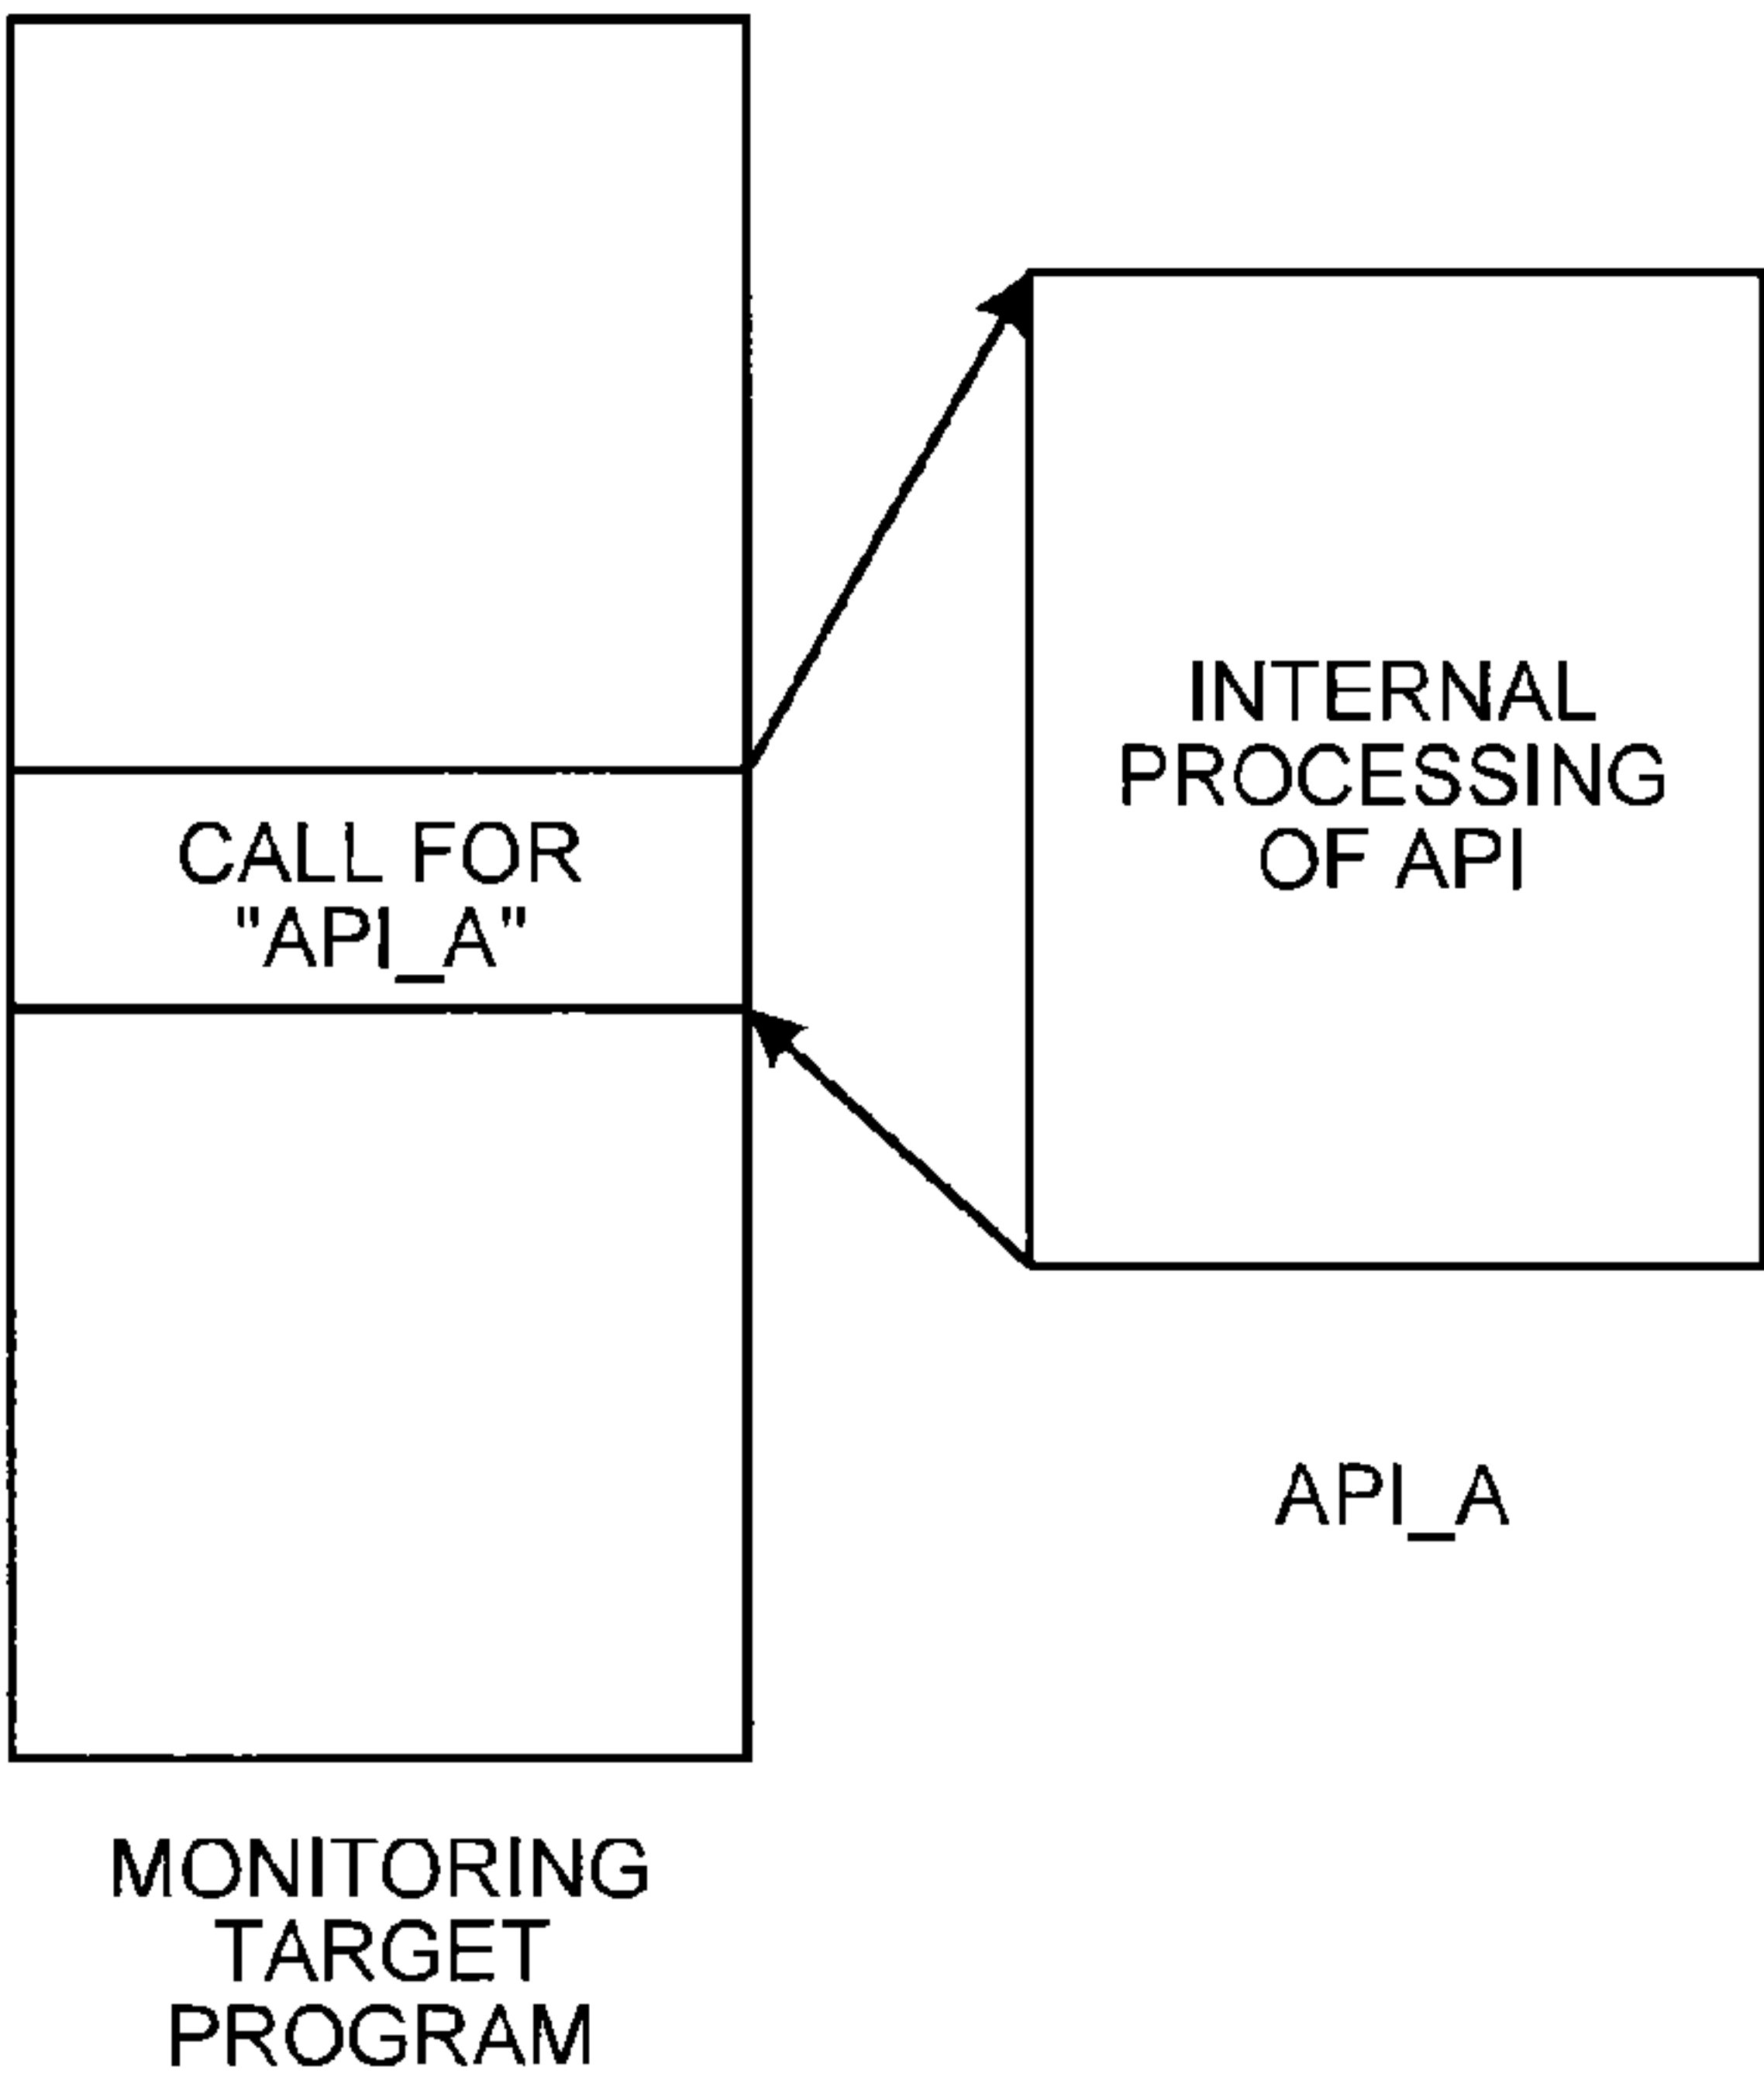 CALL FOR
"API_A"
INTERNAL
PROCESSING
OF API
API_A
MONITORING
TARGET
PROGRAM